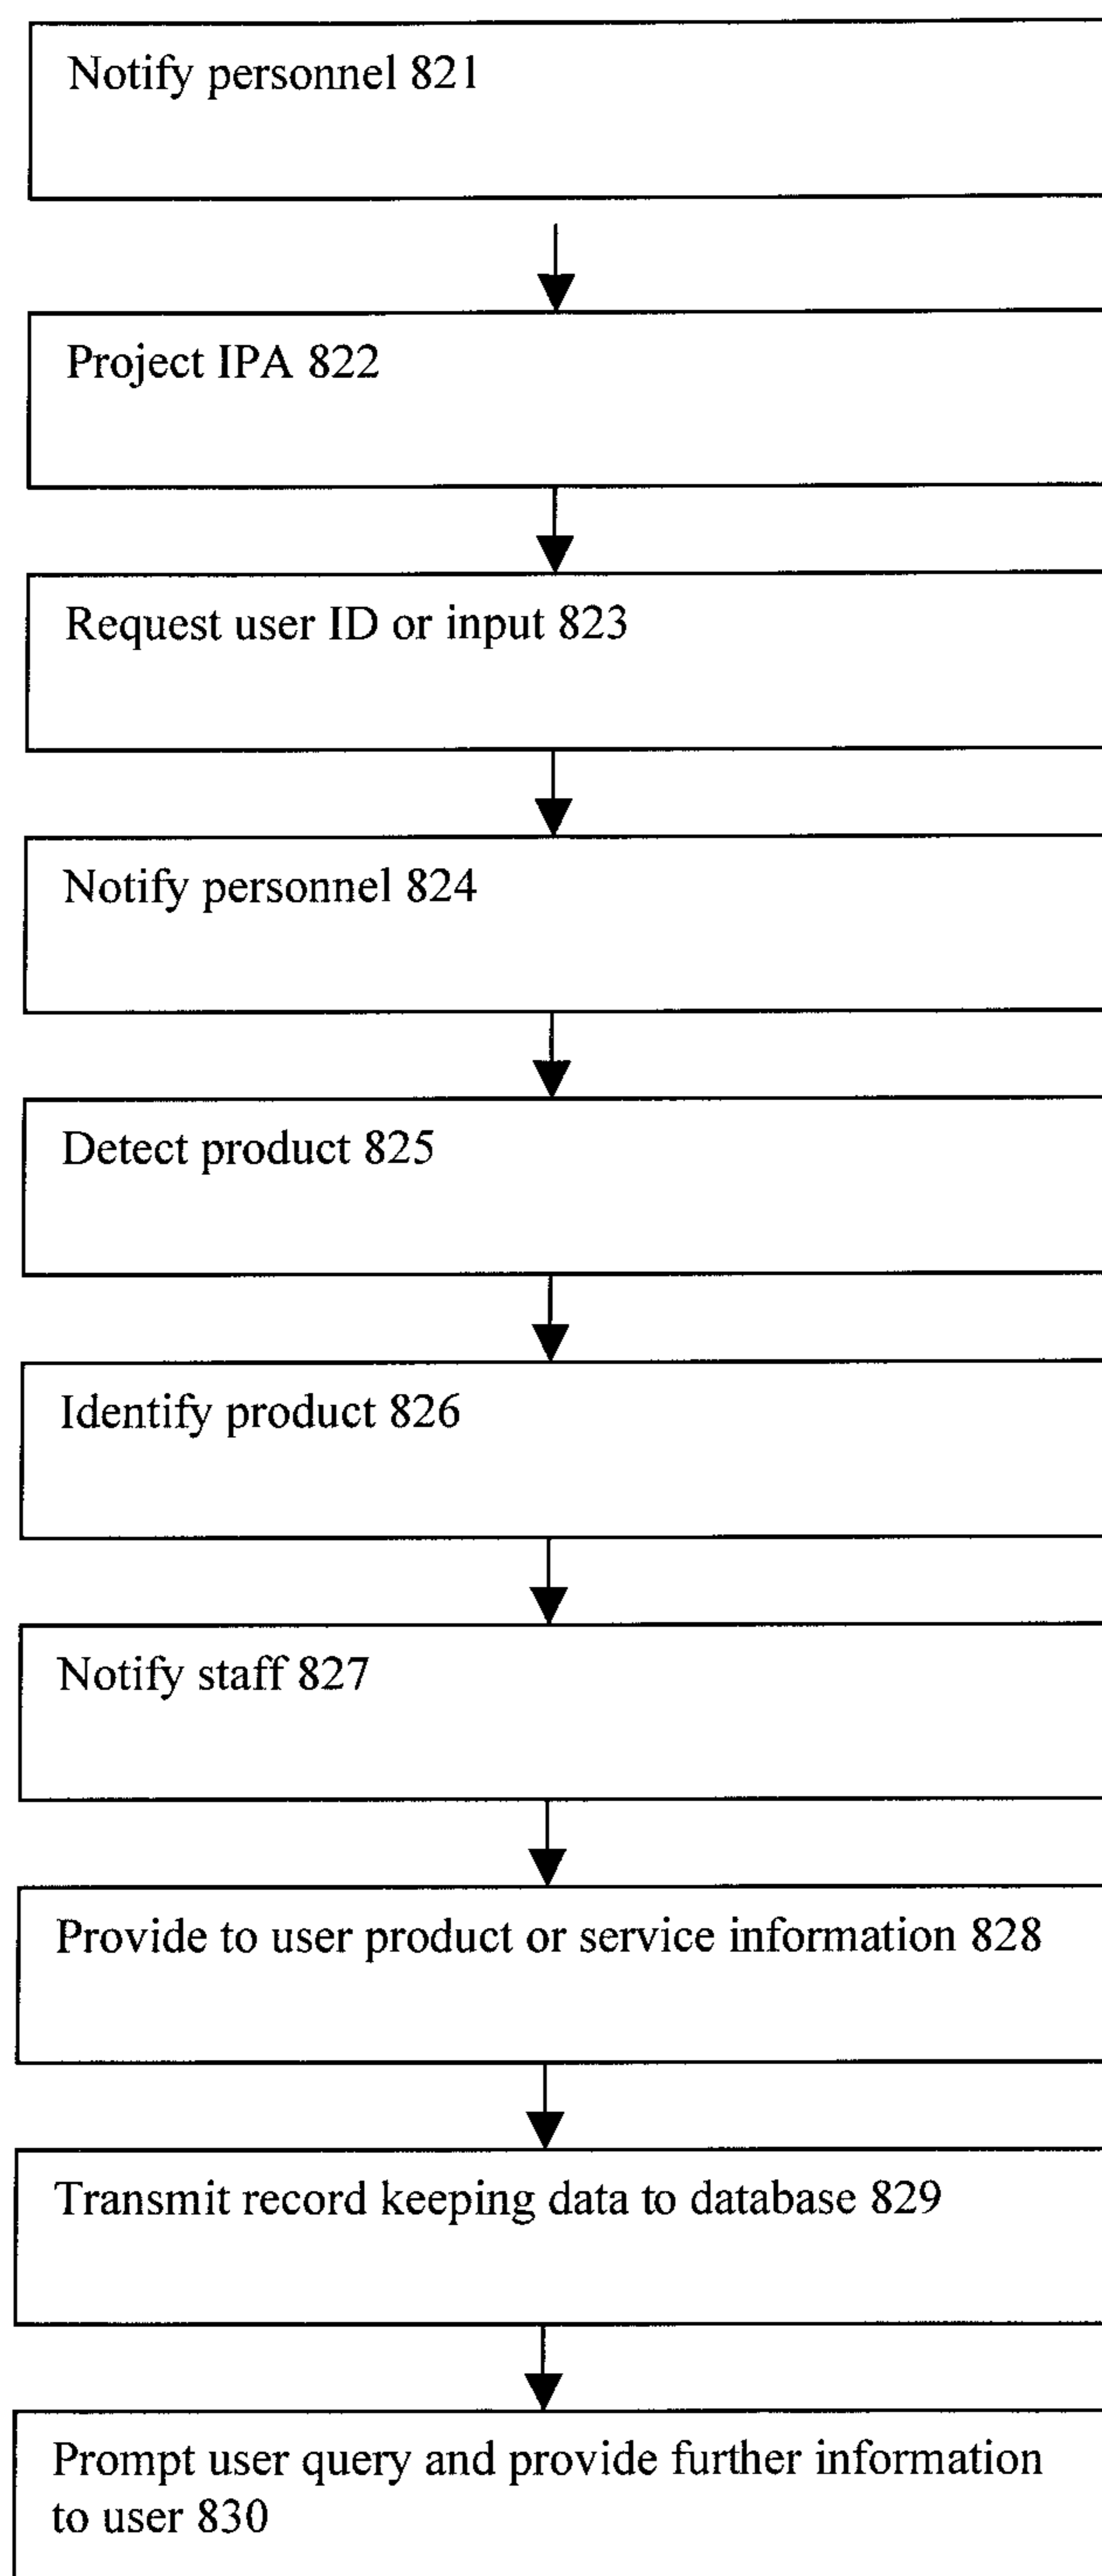 Notify personnel 821
Project IPA 822
Request user ID or input 823
Notify personnel 824
Detect product 825
Identify product 826
Notify staff 827
Provide to user product or service information 828
Transmit record keeping data to database 829
Prompt user query and provide further information
to user 830